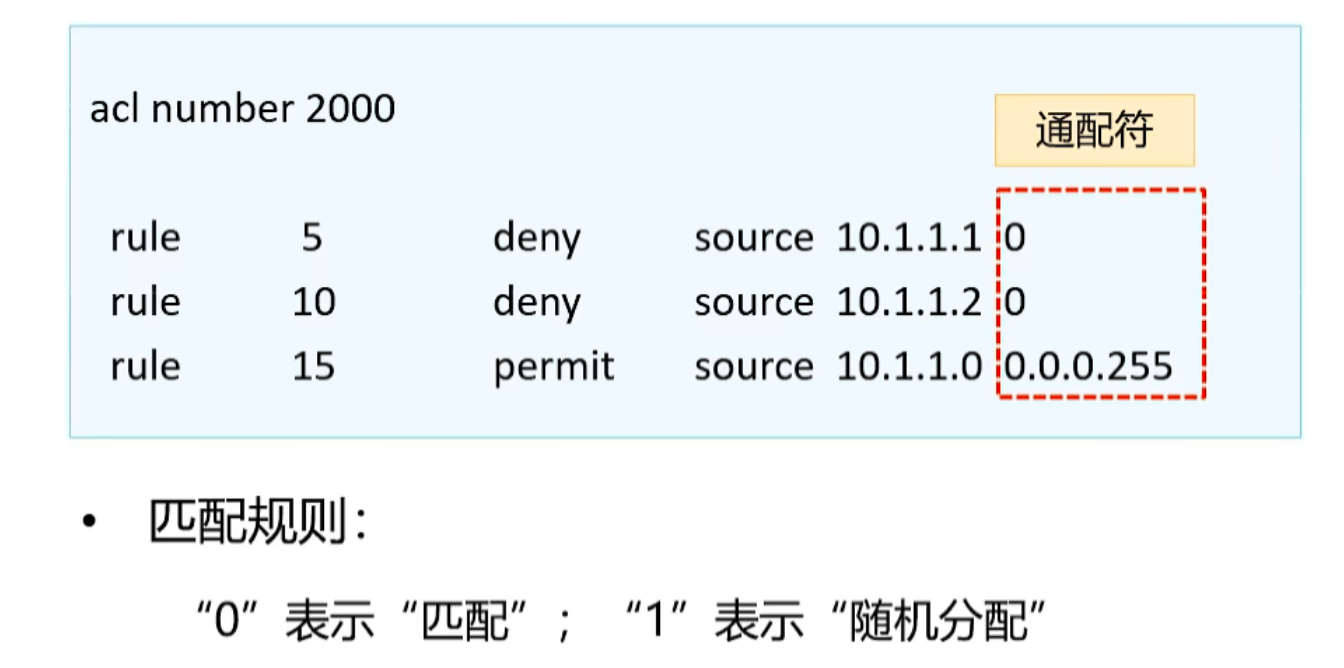 acl number 2000
通配符
rule 5 deny source 10.1.1.1 0
rule 10 deny source 10.1.1.2 0
rule 15 permit source 10.1.1.0 0.0.0.255
• 匹配规则：
“0” 表示 “匹配” ； “1” 表示 “随机分配”